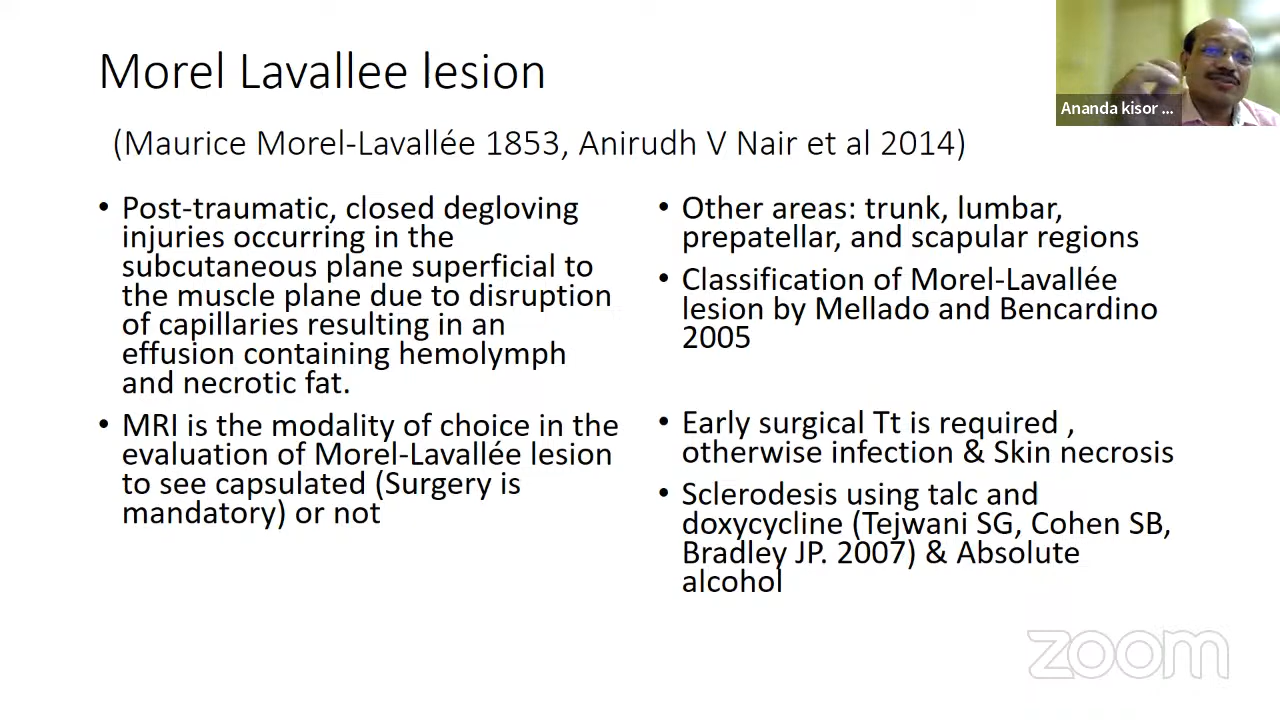 Morel Lavallee lesion
(Maurice Morel-Lavallée 1853, Anirudh V Nair et al 2014)
• Post-traumatic, closed degloving
injuries occurring in the
subcutaneous plane superficial to
the muscle plane due to disruption
of capillaries resulting in an
effusion containing hemolymph
and necrotic fat.
• MRI is the modality of choice in the
evaluation of Morel-Lavallée lesion
to see capsulated (Surgery is
mandatory) or not
• Other areas: trunk, lumbar,
prepatellar, and scapular regions
• Classification of Morel-Lavallée
lesion by Mellado and Bencardino
2005
• Early surgical Tt is required ,
otherwise infection & Skin necrosis
• Sclerodesis using talc and
doxycycline (Tejwani SG, Cohen SB,
Bradley JP. 2007) & Absolute
alcohol
Ananda kisor ...
zoom